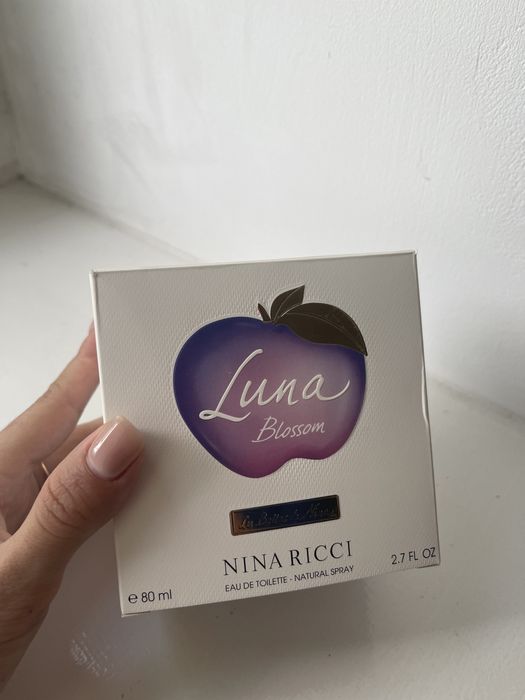 Luna
Blossom
NINA RICCI
EAU DE TOILETTE - NATURAL SPRAY
℮ 80 ml
2.7 FL OZ